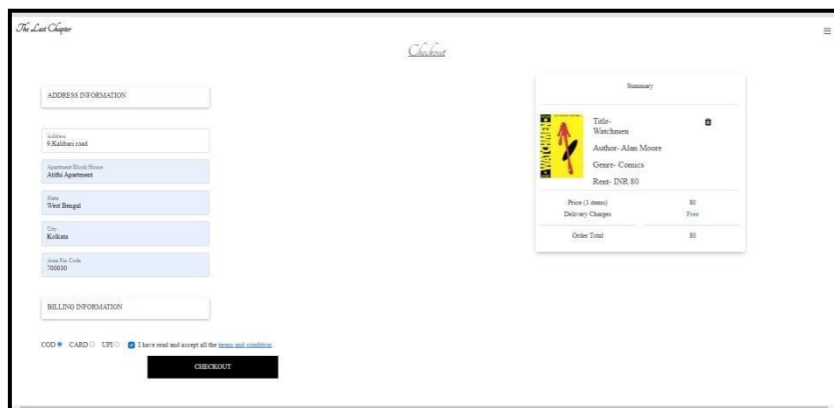 The Last Chapter
Checkout
ADDRESS INFORMATION
Address
9,Kalibari road
Apartment/Block/House
Atithi Apartment
State
West Bengal
City
Kolkata
Area Pin Code
700030
BILLING INFORMATION
COD CARD UPI I have read and accept all the terms and condition.
CHECKOUT
Summary
WATCHMEN
Title-
Watchmen
Author- Alan Moore
Genre- Comics
Rent- INR 80
Price (1 items) 80
Delivery Charges Free
Order Total 80